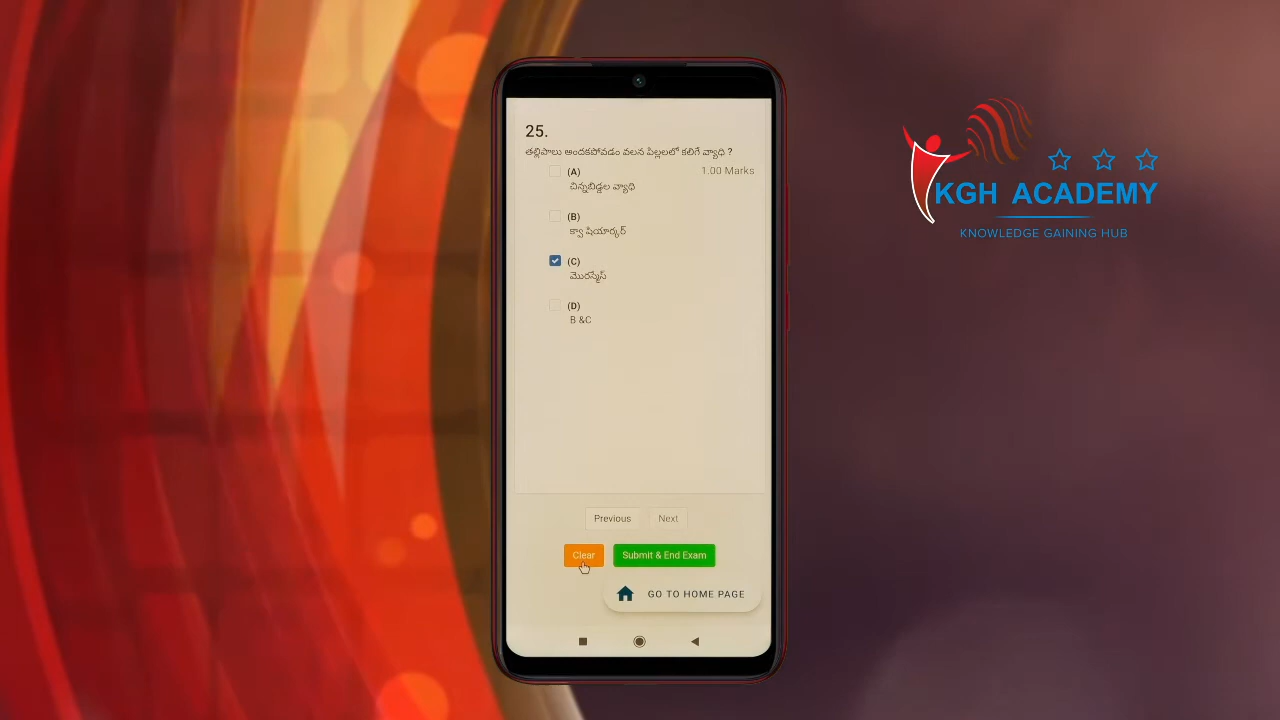 25.
తల్లిపాలు అందకపోవడం వలన పిల్లలలో కలిగే వ్యాధి ?
(A)
1.00 Marks
చిన్నబిడ్డల వ్యాధి
(B)
క్వా షియార్కర్
(C)
మొరస్మస్
(D)
B &C
Previous
Next
Clear
Submit & End Exam
GO TO HOME PAGE
KGH ACADEMY
KNOWLEDGE GAINING HUB